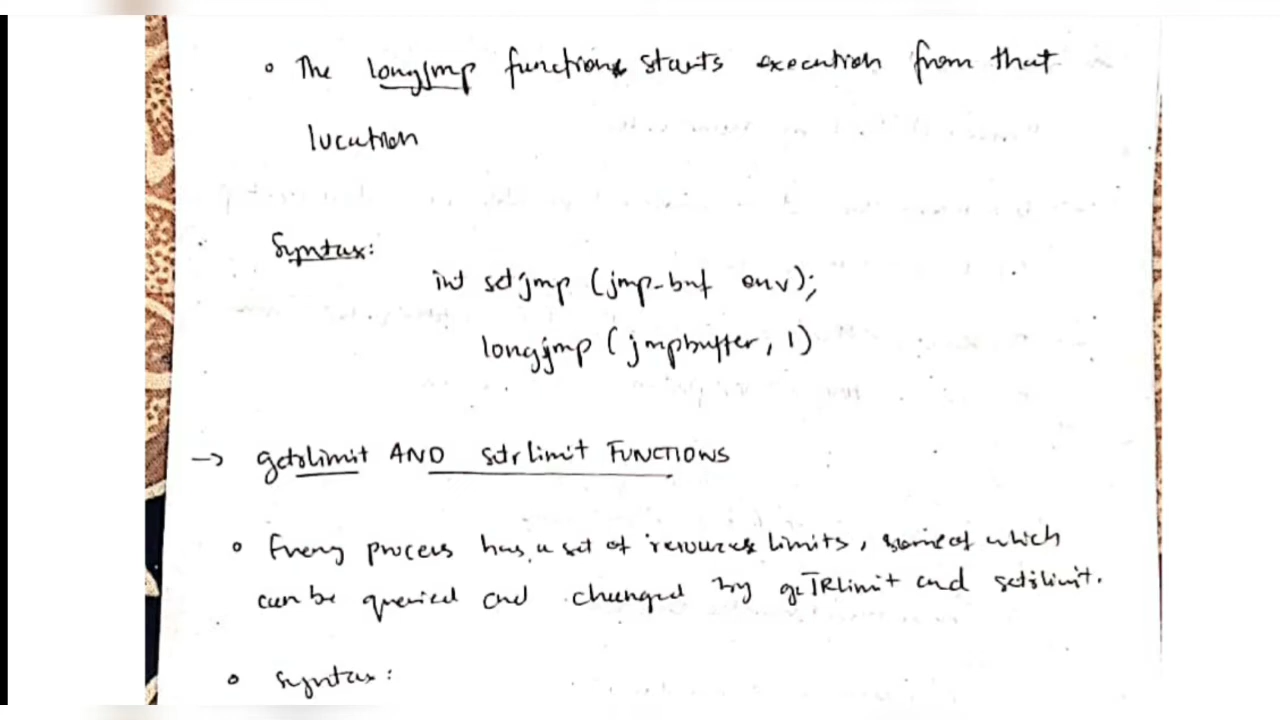 The longjmp functions starts execution from that
location
Syntax:
int setjmp (jmp-buf env);
longjmp (jmpbuffer, 1)
→ getrlimit AND setrlimit FUNCTIONS
Every process has a set of resources limits, some of which
can be queried and changed by geTRLimit and setrlimit.
Syntax: